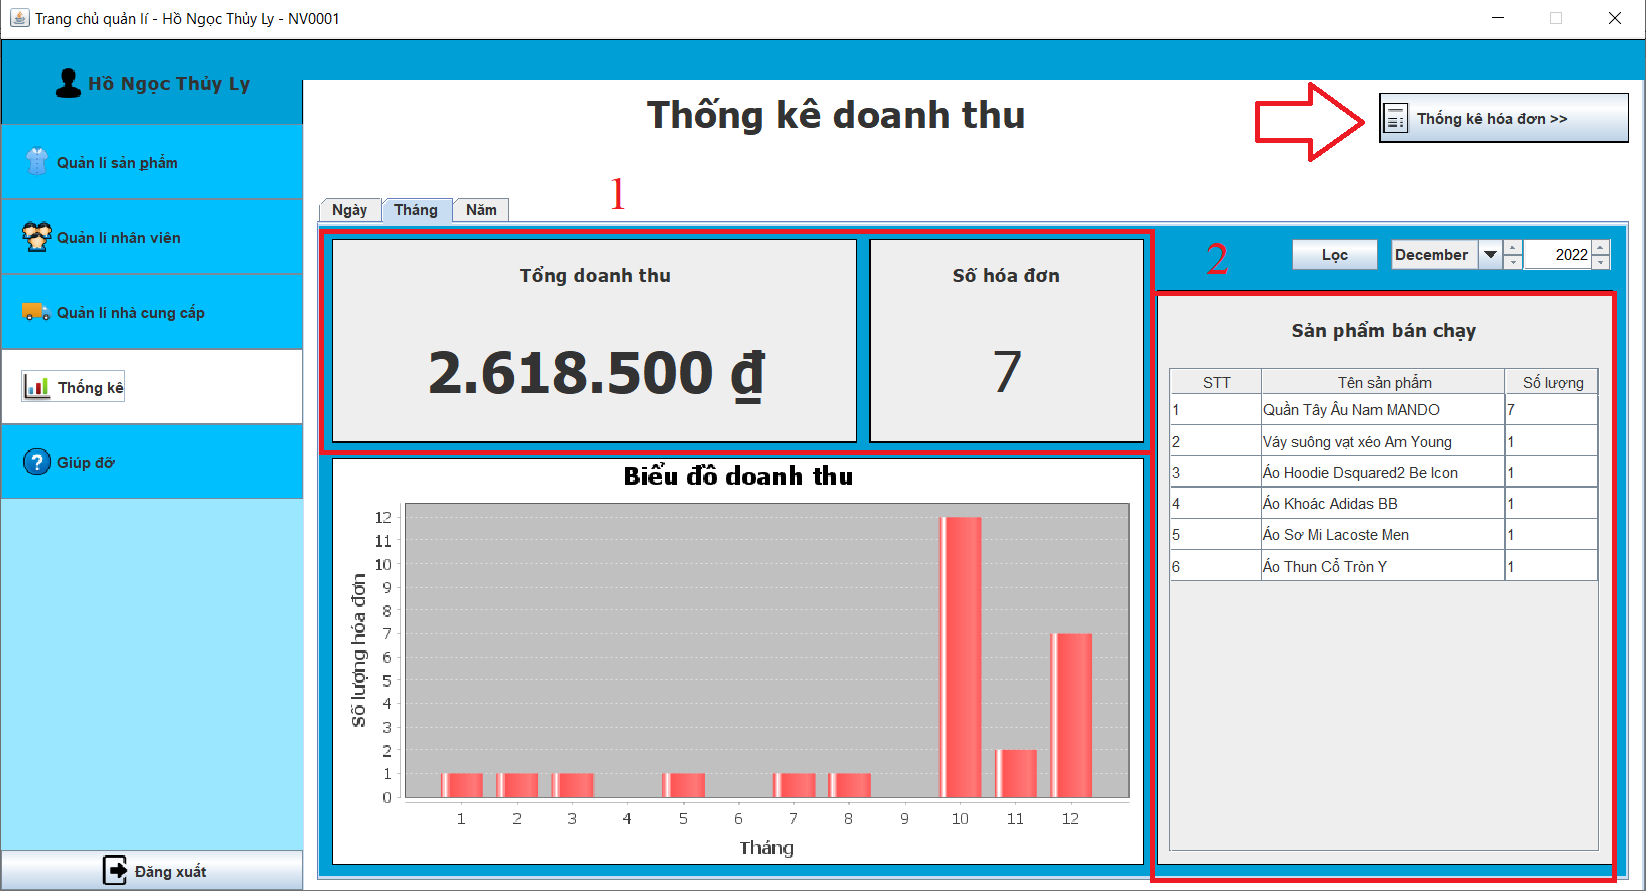 Trang chủ quản lí - Hồ Ngọc Thủy Ly - NV0001
Hồ Ngọc Thủy Ly
Quản lí sản phẩm
Quản lí nhân viên
Quản lí nhà cung cấp
Thống kê
Giúp đỡ
Đăng xuất
Thống kê doanh thu
Thống kê hóa đơn >>
1
Ngày Tháng Năm
Tổng doanh thu
2.618.500 ₫
Số hóa đơn
7
2
Lọc December 2022
Biểu đồ doanh thu
Số lượng hóa đơn
12
11
10
9
8
7
6
5
4
3
2
1
0
1 2 3 4 5 6 7 8 9 10 11 12
Tháng
Sản phẩm bán chạy
STT Tên sản phẩm Số lượng
1 Quần Tây Âu Nam MANDO 7
2 Váy suông vạt xéo Am Young 1
3 Áo Hoodie Dsquared2 Be Icon 1
4 Áo Khoác Adidas BB 1
5 Áo Sơ Mi Lacoste Men 1
6 Áo Thun Cổ Tròn Y 1